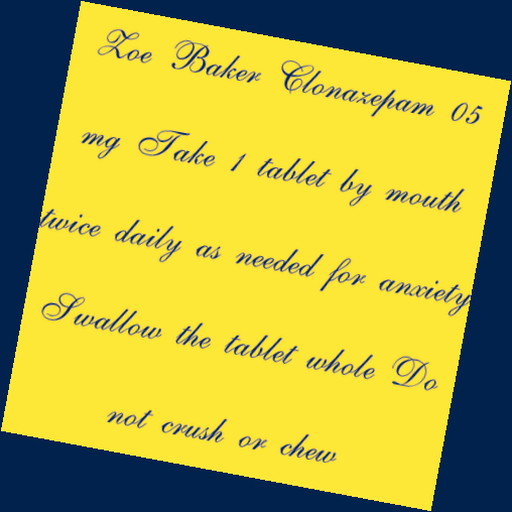 Zoe Baker Clonazepam 05
mg Take 1 tablet by mouth
twice daily as needed for anxiety
Swallow the tablet whole Do
not crush or chew